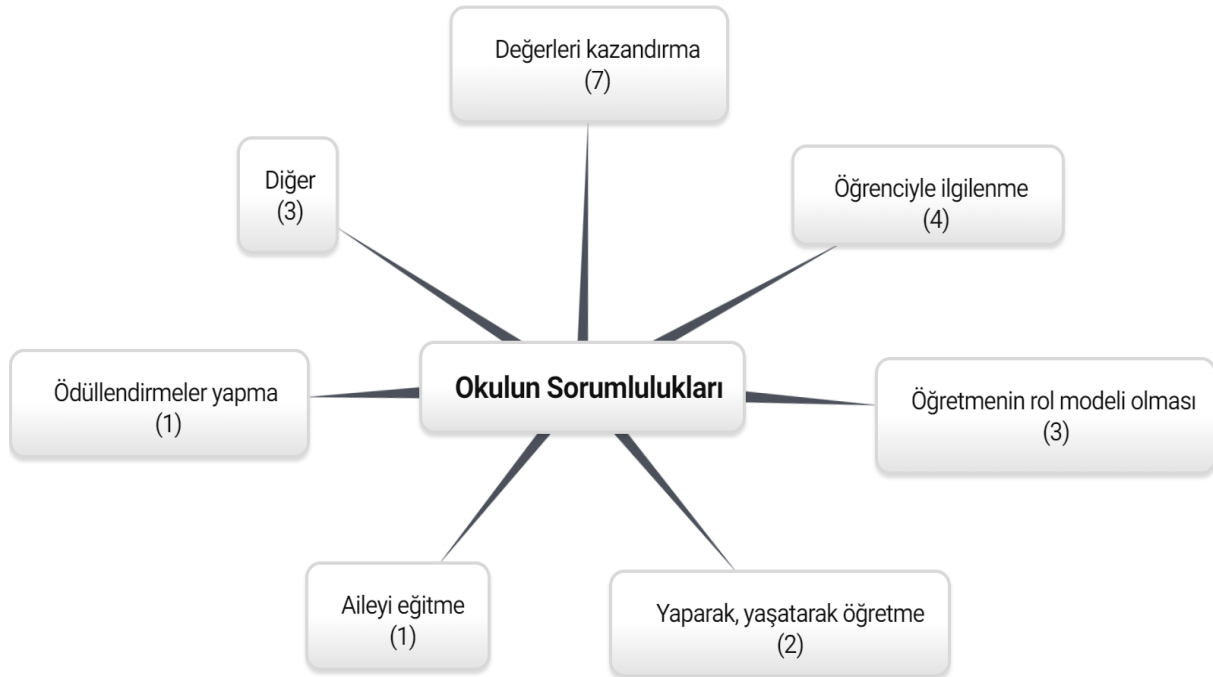 Değerleri kazandırma
(7)
Diğer
(3)
Öğrenciyle ilgilenme
(4)
Ödüllendirmeler yapma
(1)
Okulun Sorumlulukları
Öğretmenin rol modeli olması
(3)
Aileyi eğitme
(1)
Yaparak, yaşatarak öğretme
(2)